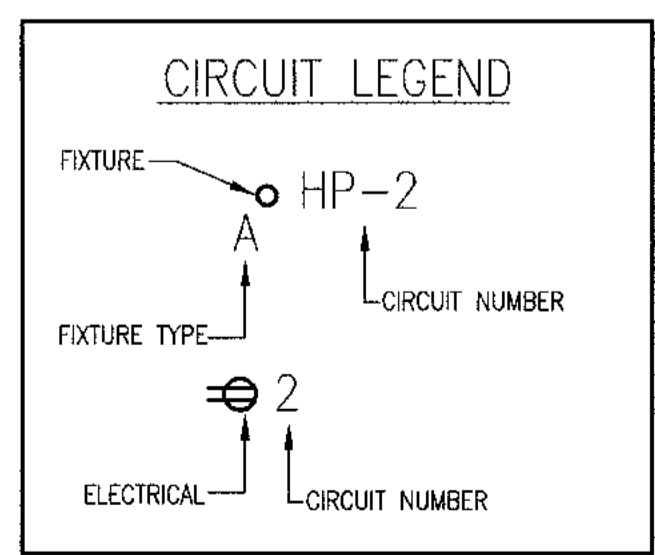 CIRCUIT LEGEND
FIXTURE
HP-2
A
CIRCUIT NUMBER
FIXTURE TYPE
2
ELECTRICAL
CIRCUIT NUMBER